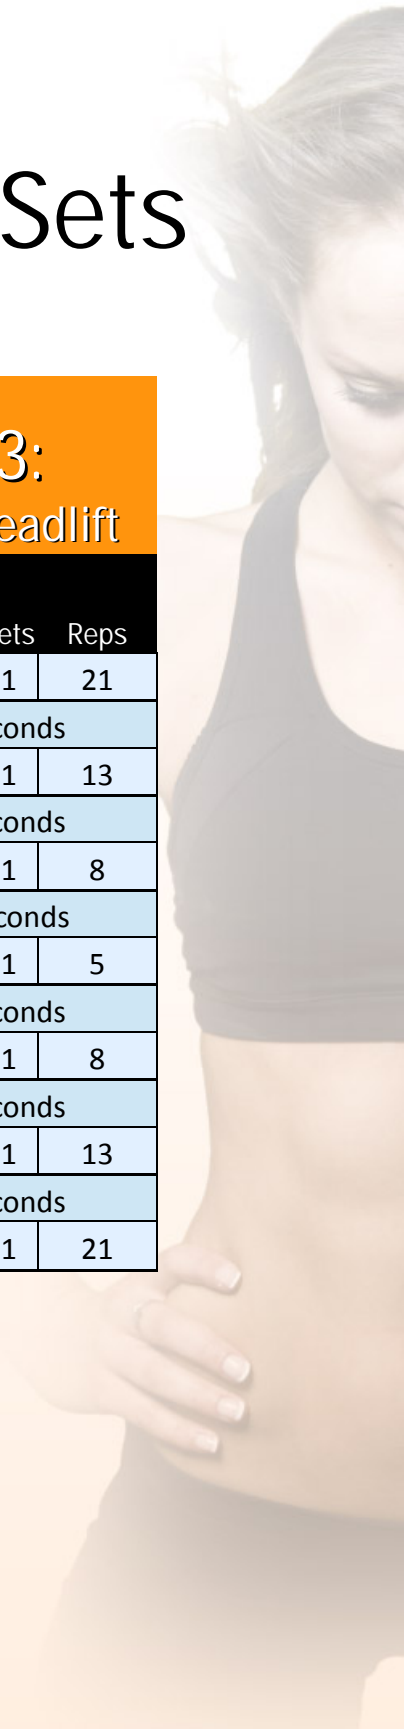 Sets
3:
eadlift
ets Reps
1 21
conds
1 13
conds
1 8
conds
1 5
conds
1 8
conds
1 13
conds
1 21